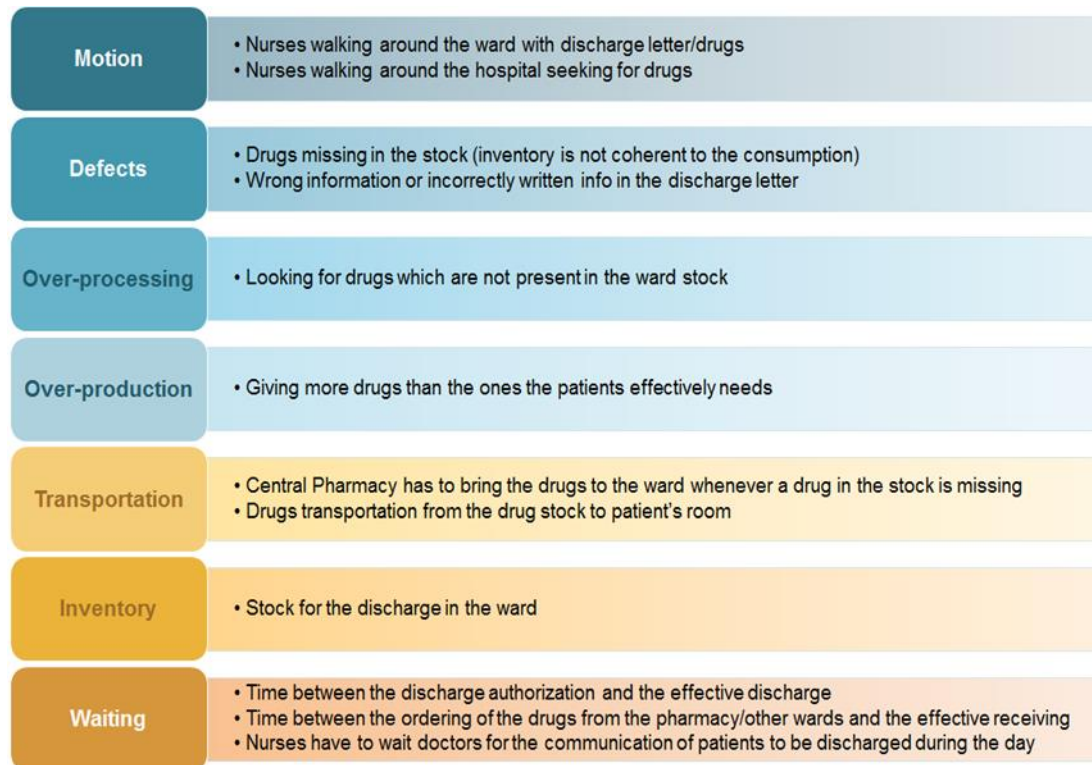 Motion
• Nurses walking around the ward with discharge letter/drugs
• Nurses walking around the hospital seeking for drugs
Defects
• Drugs missing in the stock (inventory is not coherent to the consumption)
• Wrong information or incorrectly written info in the discharge letter
Over-processing
• Looking for drugs which are not present in the ward stock
Over-production
• Giving more drugs than the ones the patients effectively needs
Transportation
• Central Pharmacy has to bring the drugs to the ward whenever a drug in the stock is missing
• Drugs transportation from the drug stock to patient's room
Inventory
• Stock for the discharge in the ward
Waiting
• Time between the discharge authorization and the effective discharge
• Time between the ordering of the drugs from the pharmacy/other wards and the effective receiving
• Nurses have to wait doctors for the communication of patients to be discharged during the day